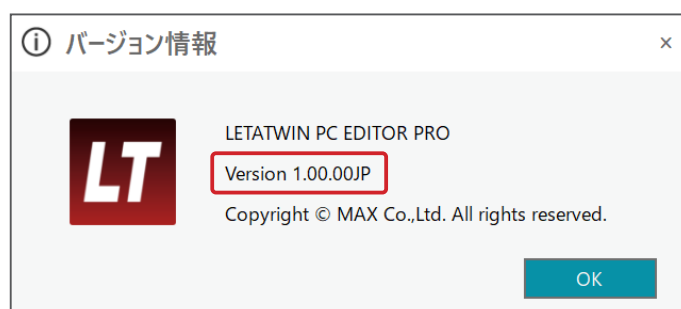 バージョン情報
×
LETATWIN PC EDITOR PRO
LT
Version 1.00.00JP
Copyright © MAX Co.,Ltd. All rights reserved.
OK